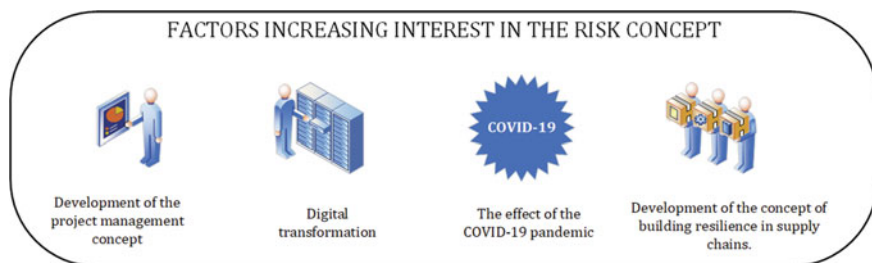 FACTORS INCREASING INTEREST IN THE RISK CONCEPT
COVID-19
Development of the
project management
concept
Digital
transformation
The effect of the
COVID-19 pandemic
Development of the concept of
building resilience in supply
chains.